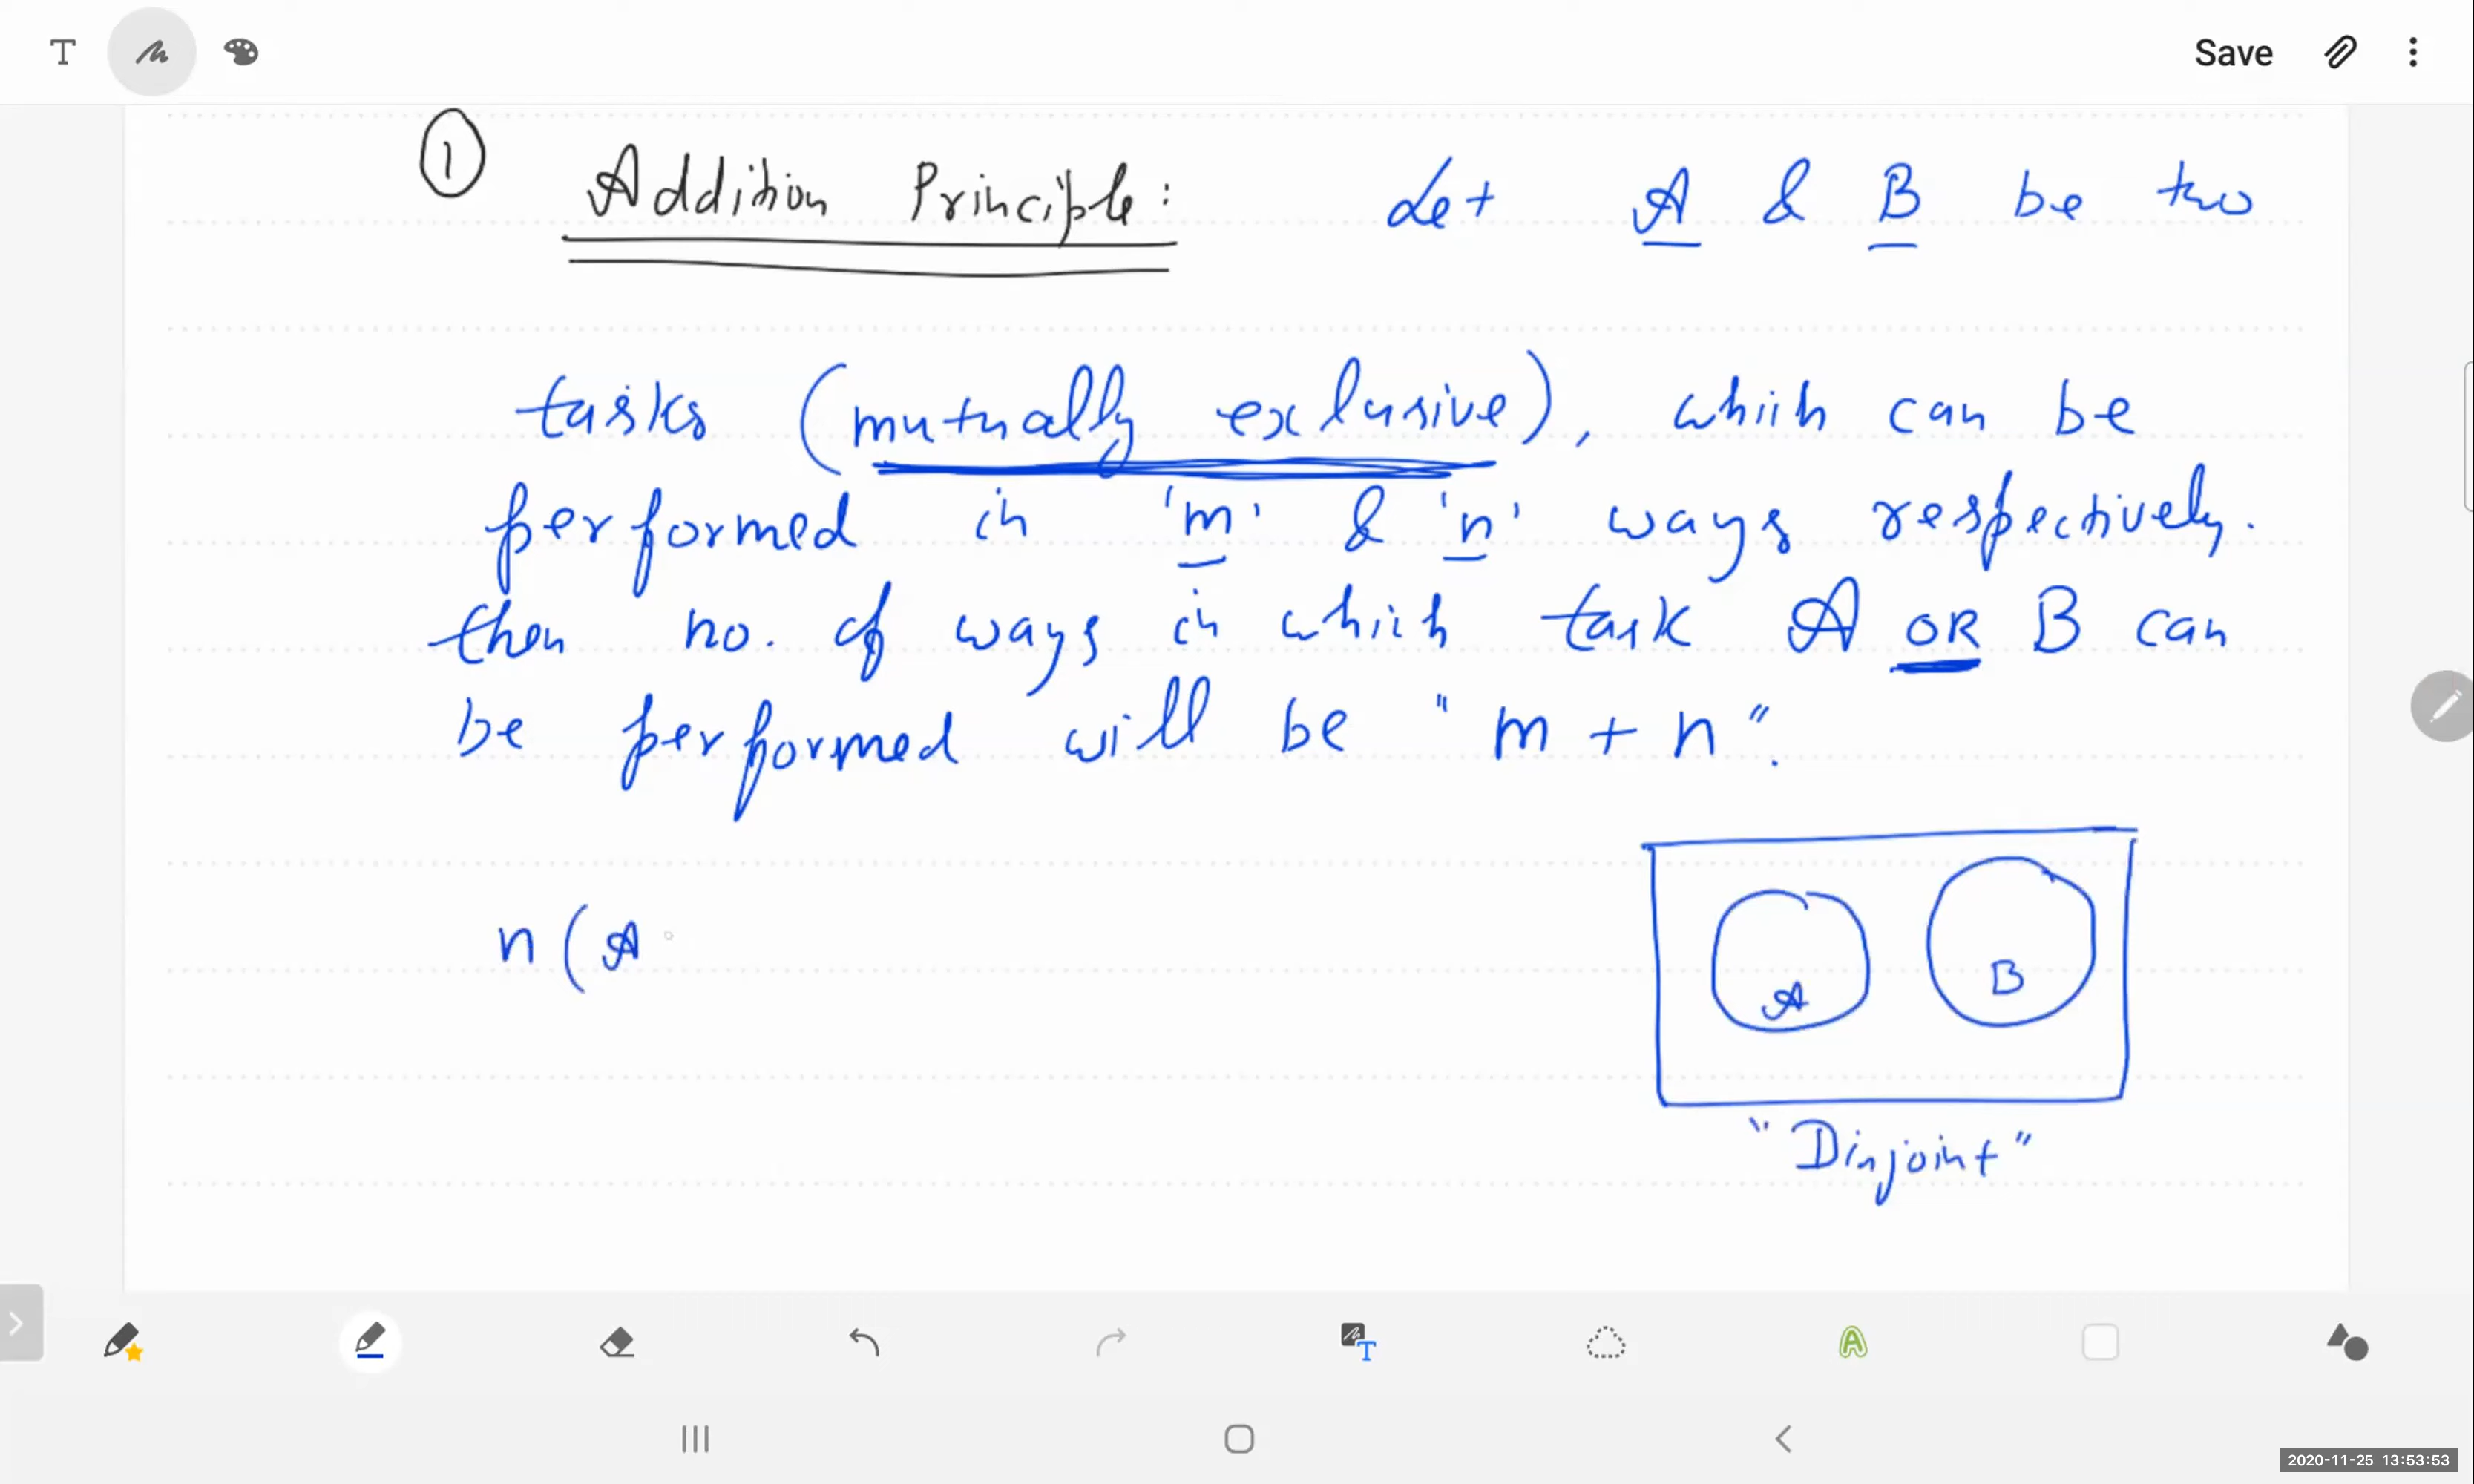 T
Save
1 Addition Principle: Let A & B be two
tasks (mutually exclusive), which can be
performed in 'm' & 'n' ways respectively.
then no. of ways in which task A OR B can
be performed will be "m + n".
n(A
A B
"Disjoint"
2020-11-25 13:53:53